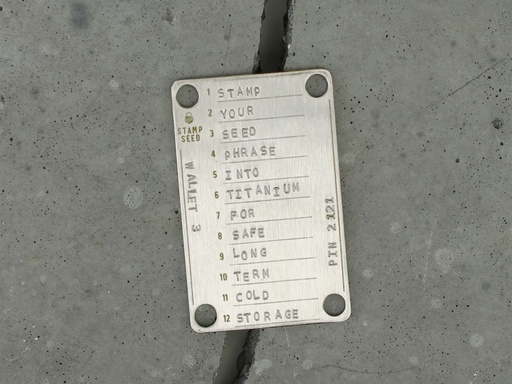 1 STAMP
2 YOUR
3 SEED
4 PHRASE
5 INTO
6 TITANIUM
7 FOR
8 SAFE
9 LONG
10 TERM
11 COLD
12 STORAGE
STAMP
SEED
WALLET 3
PIN 2121